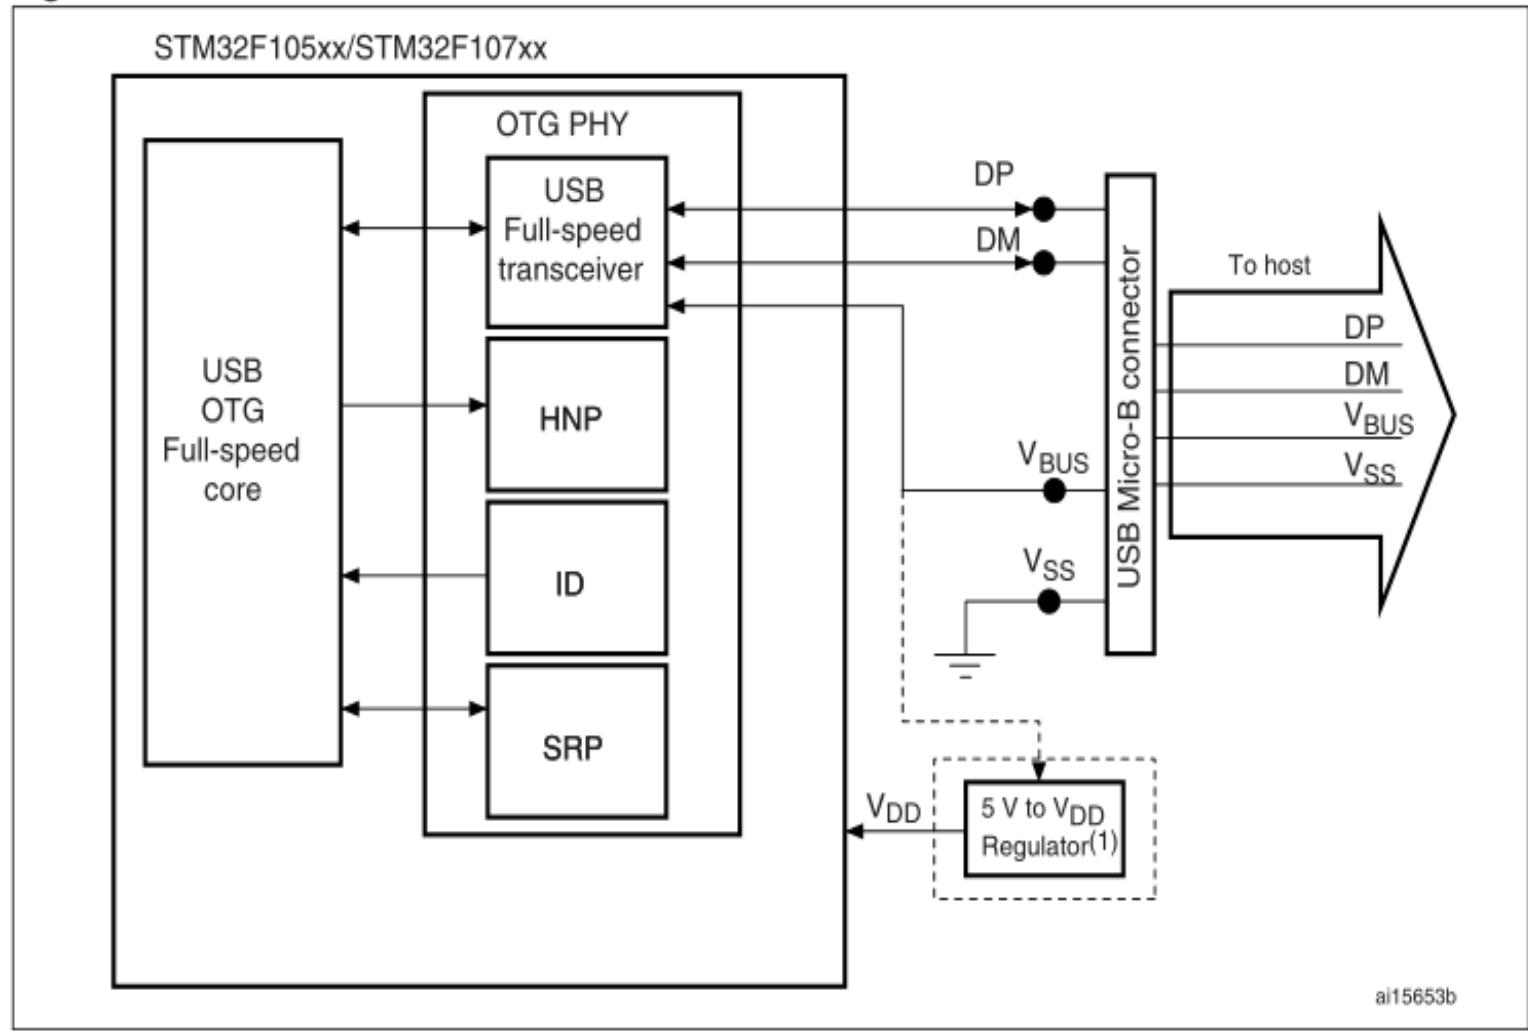 STM32F105xx/STM32F107xx
OTG PHY
USB
Full-speed
transceiver
HNP
ID
SRP
USB
OTG
Full-speed
core
DP
DM
VBUS
VSS
USB Micro-B connector
To host
DP
DM
VBUS
VSS
VDD
5 V to VDD
Regulator(1)
ai15653b